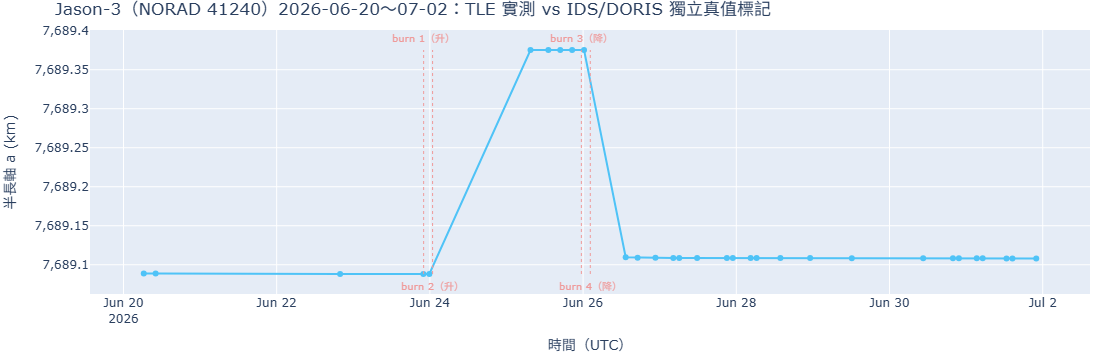 Jason-3（NORAD 41240）2026-06-20～07-02：TLE 實測 vs IDS/DORIS 獨立真值標記
burn 1（升）
burn 3（降）
7,689.4
7,689.35
7,689.3
7,689.25
7,689.2
7,689.15
7,689.1
半長軸 a (km)
burn 2（升）
burn 4（降）
Jun 20
2026
Jun 22
Jun 24
Jun 26
Jun 28
Jun 30
Jul 2
時間（UTC）